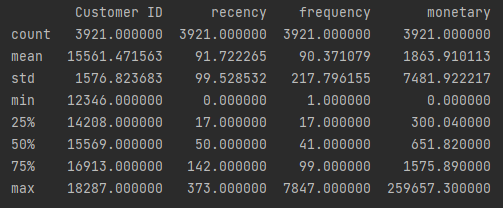 Customer ID recency frequency monetary
count 3921.000000 3921.000000 3921.000000 3921.000000
mean 15561.471563 91.722265 90.371079 1863.910113
std 1576.823683 99.528532 217.796155 7481.922217
min 12346.000000 0.000000 1.000000 0.000000
25% 14208.000000 17.000000 17.000000 300.040000
50% 15569.000000 50.000000 41.000000 651.820000
75% 16913.000000 142.000000 99.000000 1575.890000
max 18287.000000 373.000000 7847.000000 259657.300000